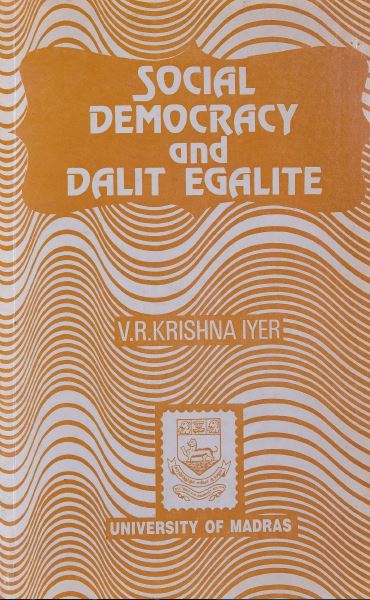 SOCIAL
DEMOCRACY
and
DALIT EGALITE
V.R.KRISHNA IYER
UNIVERSITY OF MADRAS